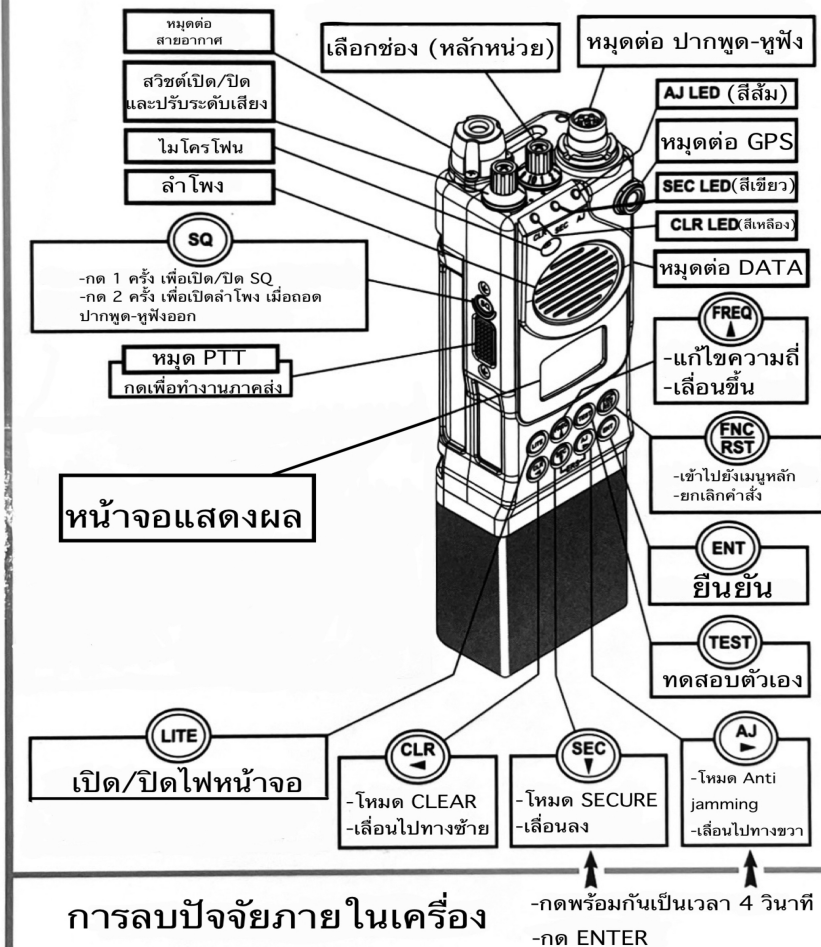 หมุดต่อ
สายอากาศ
เลือกช่อง (หลักหน่วย)
หมุดต่อ ปากพูด-หูฟัง
สวิชต์เปิด/ปิด
และปรับระดับเสียง
AJ LED (สีส้ม)
ไมโครโฟน
หมุดต่อ GPS
ลำโพง
SEC LED(สีเขียว)
CLR LED(สีเหลือง)
CLR SEC AJ
SQ
-กด 1 ครั้ง เพื่อเปิด/ปิด SQ
-กด 2 ครั้ง เพื่อเปิดลำโพง เมื่อถอด
ปากพูด-หูฟังออก
หมุดต่อ DATA
FREQ
-แก้ไขความถี่
-เลื่อนขึ้น
หมุด PTT
กดเพื่อทำงานภาคส่ง
FNC
RST
-เข้าไปยังเมนูหลัก
-ยกเลิกคำสั่ง
LITE
หน้าจอแสดงผล
ENT
ยืนยัน
TEST
ทดสอบตัวเอง
LITE
เปิด/ปิดไฟหน้าจอ
CLR
-โหมด CLEAR
-เลื่อนไปทางซ้าย
SEC
-โหมด SECURE
-เลื่อนลง
AJ
-โหมด Anti
jamming
-เลื่อนไปทางขวา
การลบปัจจัยภายในเครื่อง
-กดพร้อมกันเป็นเวลา 4 วินาที
-กด ENTER